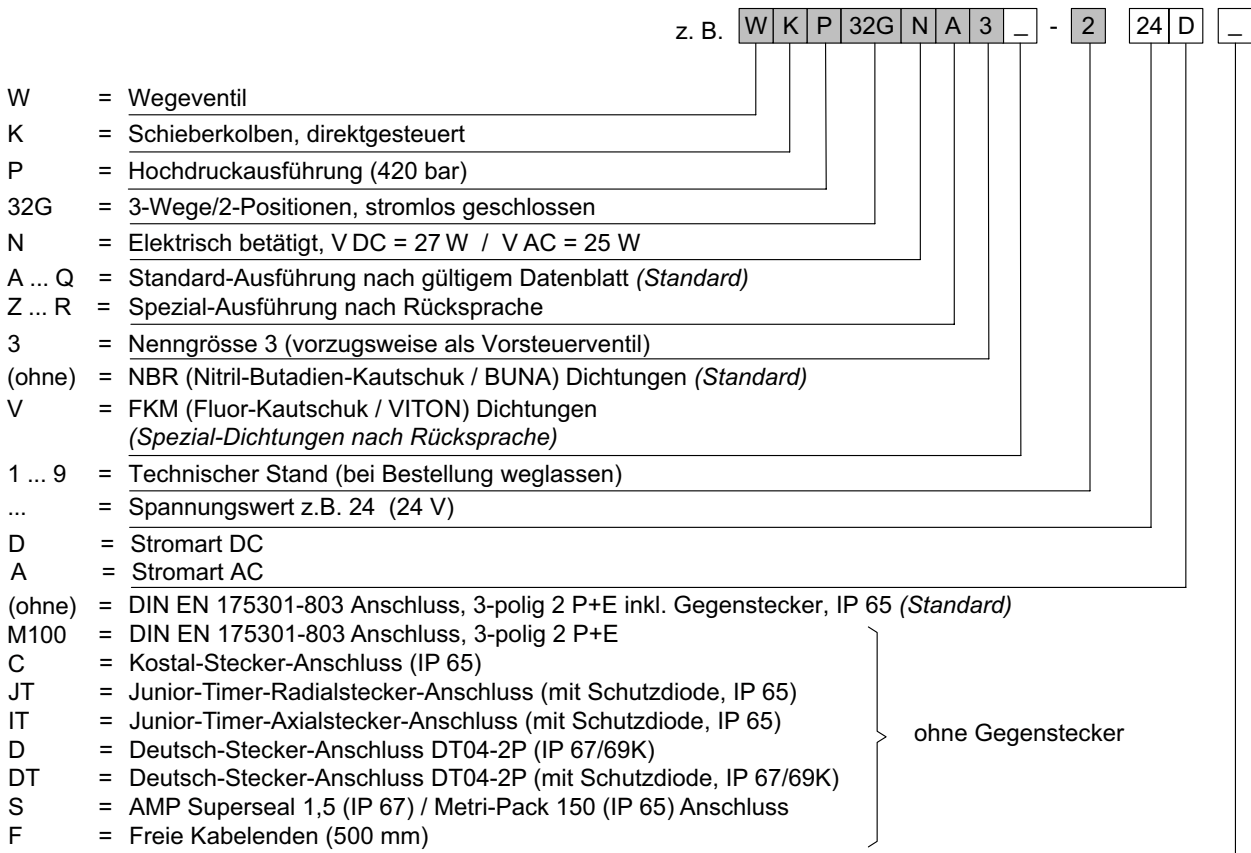 z. B. W K P 32G N A 3 _ - 2 24 D _
W = Wegeventil
K = Schieberkolben, direktgesteuert
P = Hochdruckausführung (420 bar)
32G = 3-Wege/2-Positionen, stromlos geschlossen
N = Elektrisch betätigt, V DC = 27 W / V AC = 25 W
A ... Q = Standard-Ausführung nach gültigem Datenblatt (Standard)
Z ... R = Spezial-Ausführung nach Rücksprache
3 = Nenngrösse 3 (vorzugsweise als Vorsteuerventil)
(ohne) = NBR (Nitril-Butadien-Kautschuk / BUNA) Dichtungen (Standard)
V = FKM (Fluor-Kautschuk / VITON) Dichtungen
(Spezial-Dichtungen nach Rücksprache)
1 ... 9 = Technischer Stand (bei Bestellung weglassen)
... = Spannungswert z.B. 24 (24 V)
D = Stromart DC
A = Stromart AC
(ohne) = DIN EN 175301-803 Anschluss, 3-polig 2 P+E inkl. Gegenstecker, IP 65 (Standard)
M100 = DIN EN 175301-803 Anschluss, 3-polig 2 P+E
C = Kostal-Stecker-Anschluss (IP 65)
JT = Junior-Timer-Radialstecker-Anschluss (mit Schutzdiode, IP 65)
IT = Junior-Timer-Axialstecker-Anschluss (mit Schutzdiode, IP 65)
D = Deutsch-Stecker-Anschluss DT04-2P (IP 67/69K)
ohne Gegenstecker
DT = Deutsch-Stecker-Anschluss DT04-2P (mit Schutzdiode, IP 67/69K)
S = AMP Superseal 1,5 (IP 67) / Metri-Pack 150 (IP 65) Anschluss
F = Freie Kabelenden (500 mm)